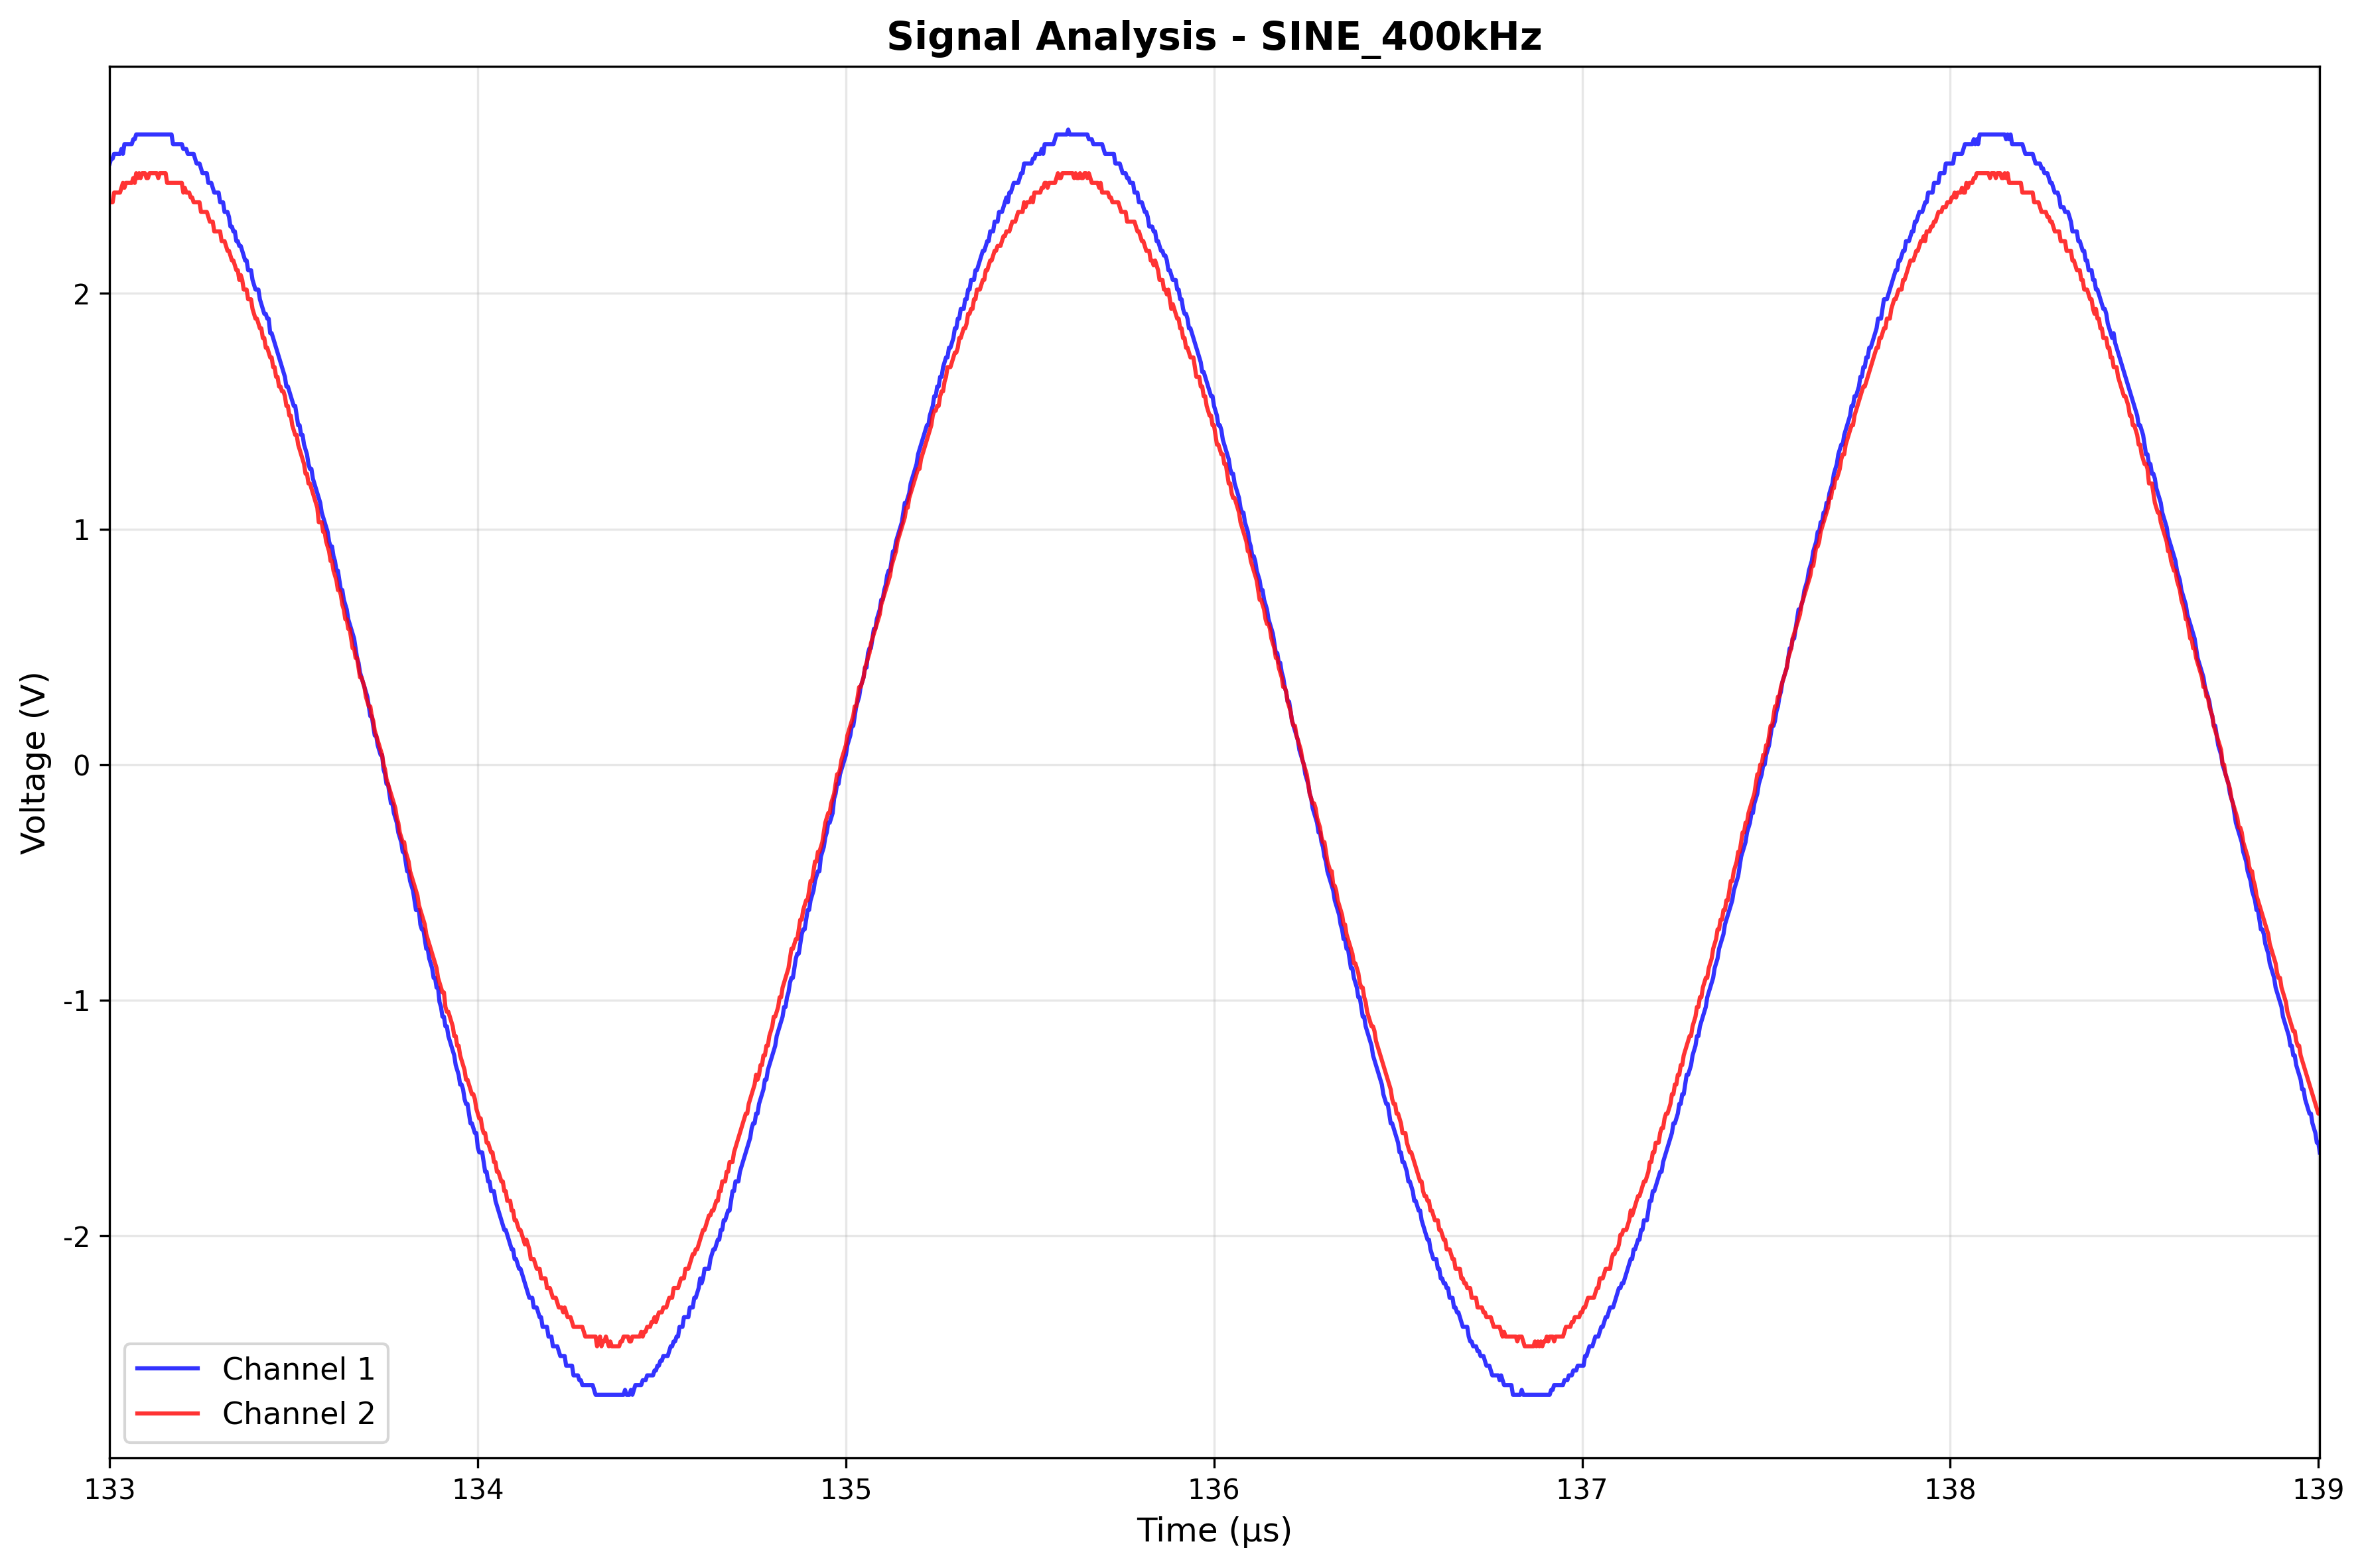 Signal Analysis - SINE_400kHz
Voltage (V)
2
1
0
-1
-2
Channel 1
Channel 2
133 134 135 136 137 138 139
Time (µs)